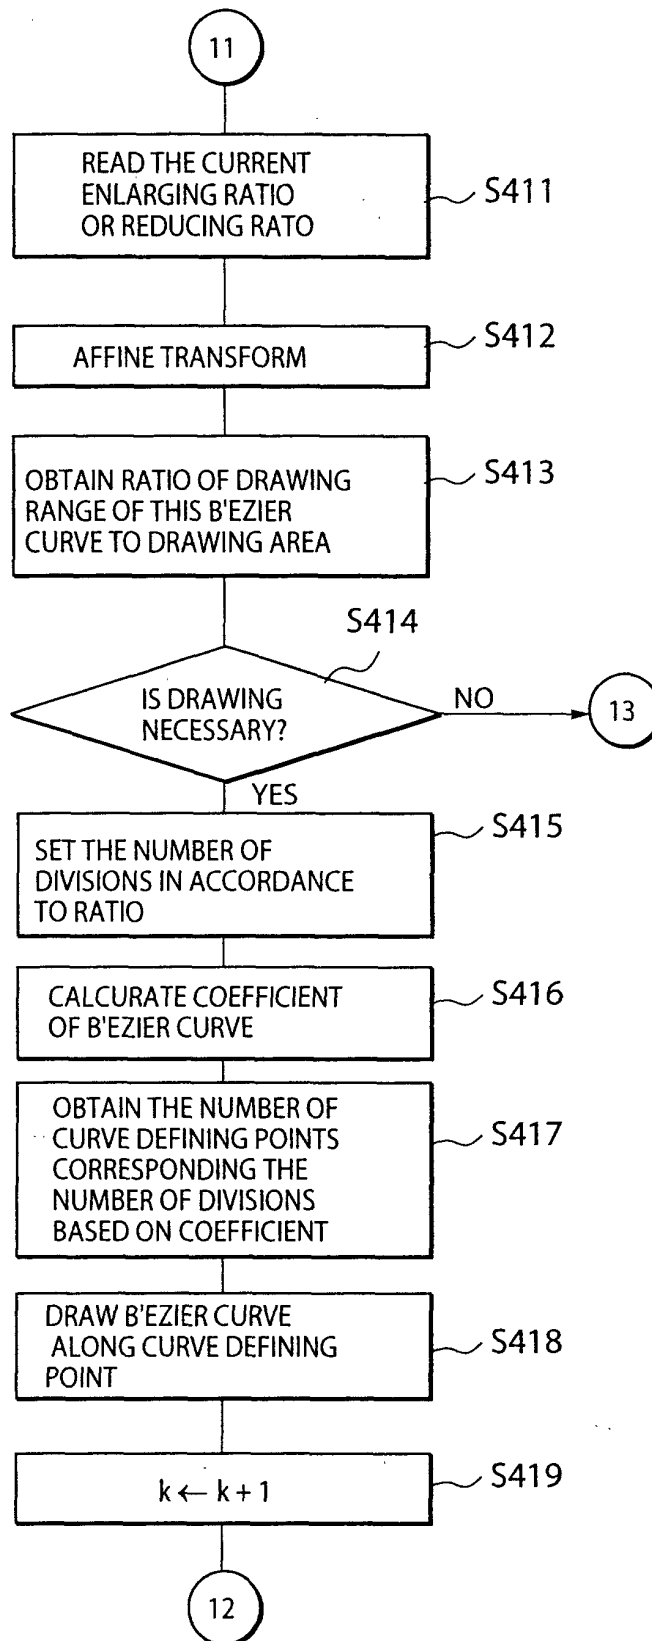 11
READ THE CURRENT
ENLARGING RATIO
OR REDUCING RATO
S411
AFFINE TRANSFORM
S412
OBTAIN RATIO OF DRAWING
RANGE OF THIS B'EZIER
CURVE TO DRAWING AREA
S413
S414
IS DRAWING
NECESSARY?
NO
13
YES
SET THE NUMBER OF
DIVISIONS IN ACCORDANCE
TO RATIO
S415
CALCURATE COEFFICIENT
OF B'EZIER CURVE
S416
OBTAIN THE NUMBER OF
CURVE DEFINING POINTS
CORRESPONDING THE
NUMBER OF DIVISIONS
BASED ON COEFFICIENT
S417
DRAW B'EZIER CURVE
ALONG CURVE DEFINING
POINT
S418
k ← k + 1
S419
12